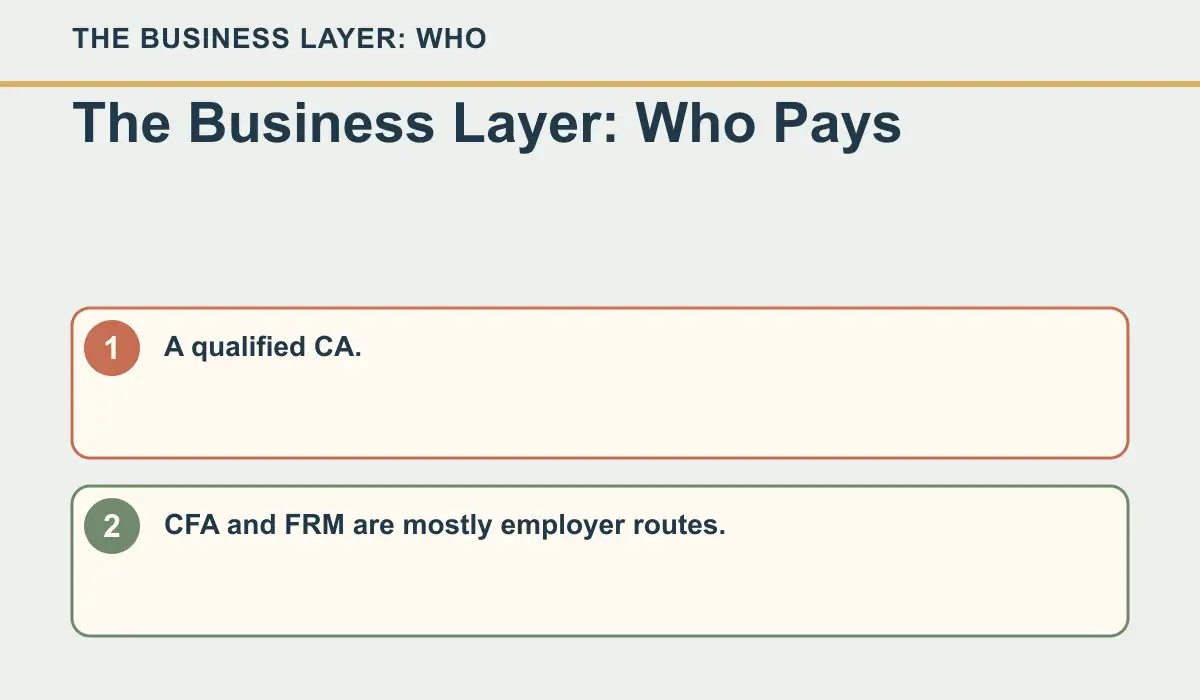 THE BUSINESS LAYER: WHO
The Business Layer: Who Pays
1
A qualified CA.
2
CFA and FRM are mostly employer routes.